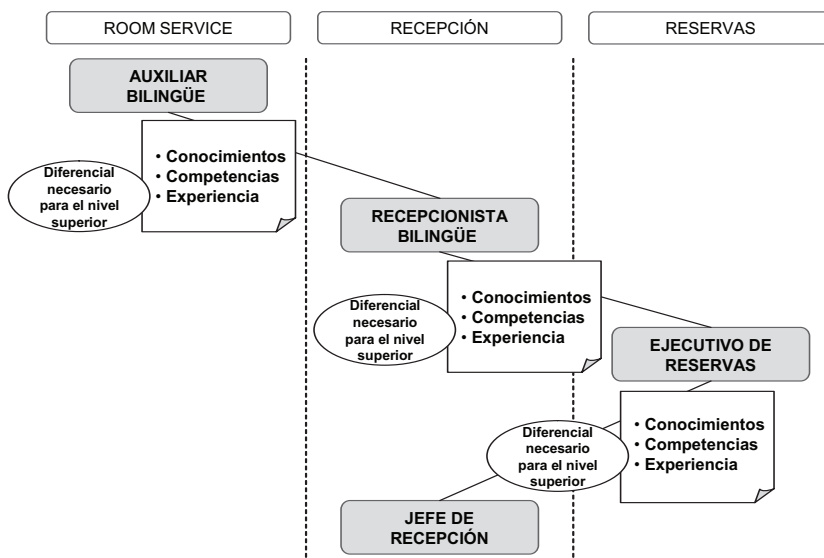 ROOM SERVICE
RECEPCIÓN
RESERVAS
AUXILIAR
BILINGÜE
• Conocimientos
• Competencias
• Experiencia
Diferencial
necesario
para el nivel
superior
RECEPCIONISTA
BILINGÜE
• Conocimientos
• Competencias
• Experiencia
Diferencial
necesario
para el nivel
superior
EJECUTIVO DE
RESERVAS
• Conocimientos
• Competencias
• Experiencia
Diferencial
necesario
para el nivel
superior
JEFE DE
RECEPCIÓN